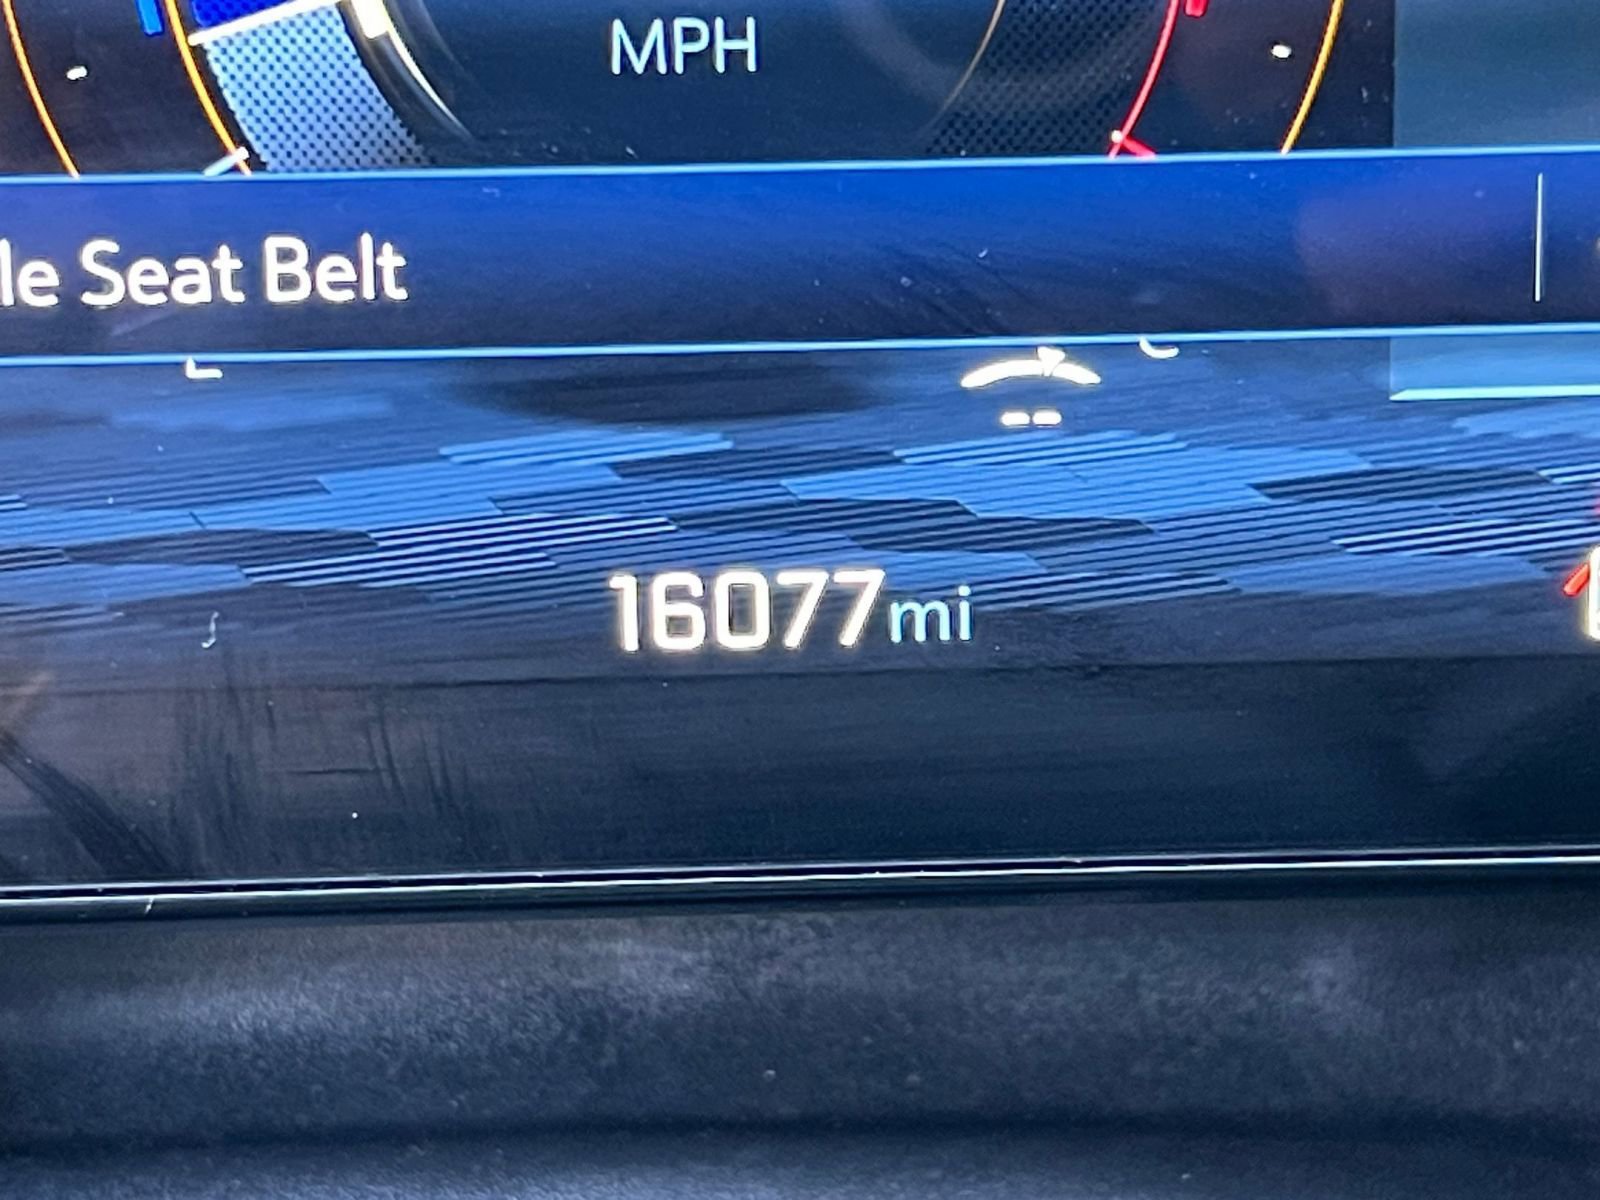 MPH
le Seat Belt
16077mi